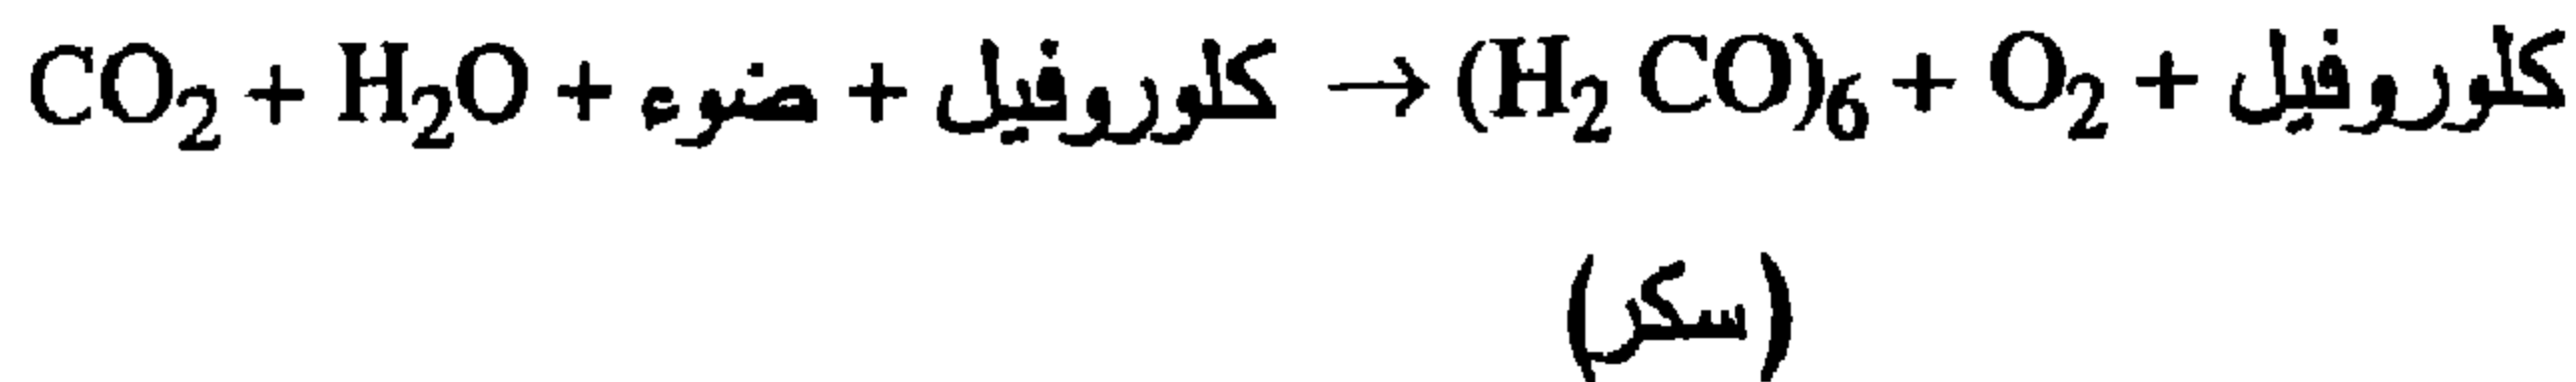 CO₂ + H₂O + ضوء + كلوروفيل → (H₂ CO)₆ + O₂ + كلوروفيل
(سكر)